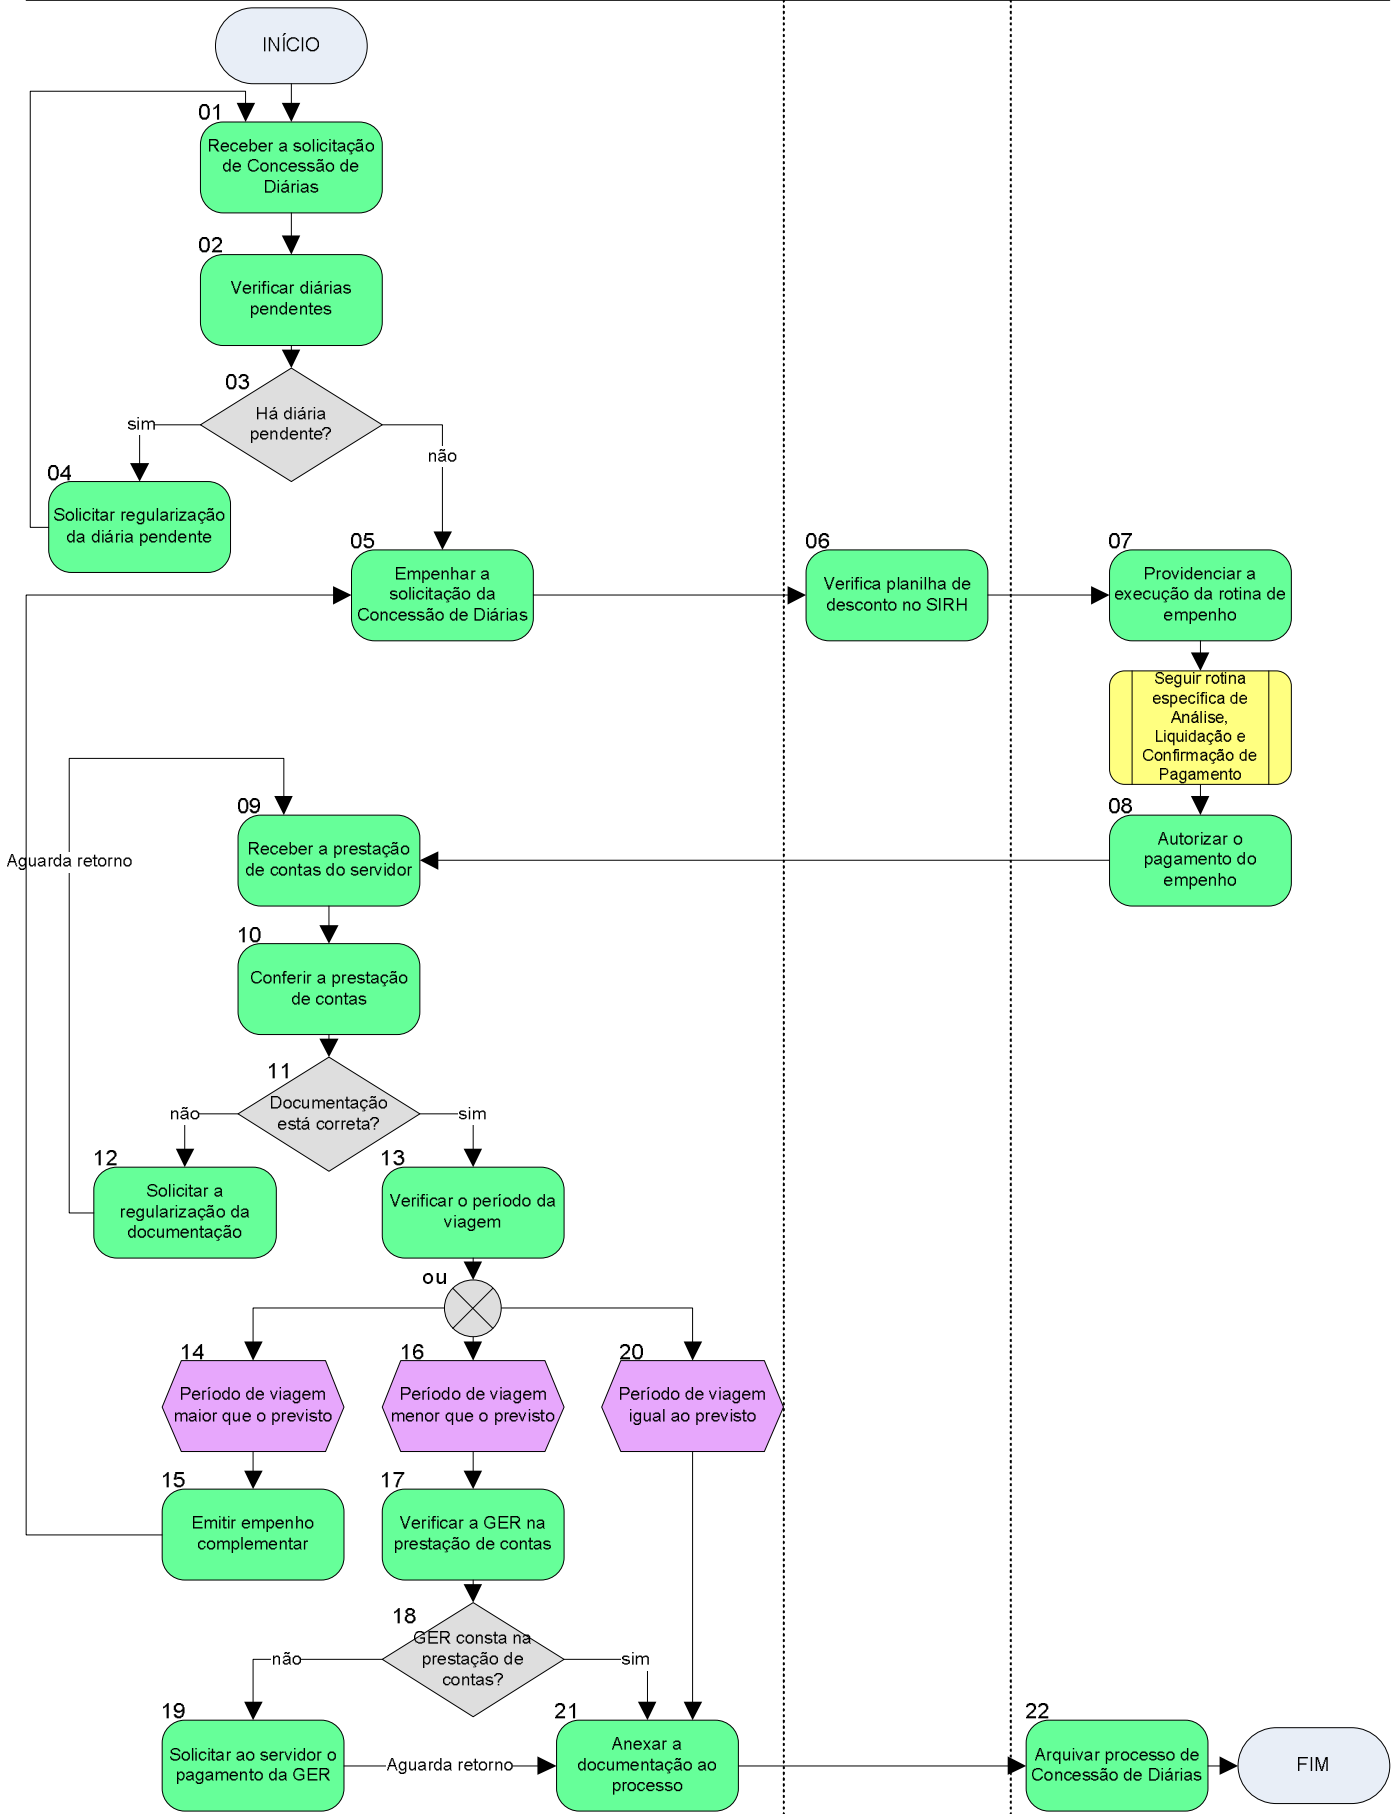 INÍCIO
01
Receber a solicitação
de Concessão de
Diárias
02
Verificar diárias
pendentes
03
Há diária
pendente?
sim
não
04
Solicitar regularização
da diária pendente
05
Empenhar a
solicitação da
Concessão de Diárias
06
Verifica planilha de
desconto no SIRH
07
Providenciar a
execução da rotina de
empenho
Seguir rotina
específica de
Análise,
Liquidação e
Confirmação de
Pagamento
08
Autorizar o
pagamento do
empenho
09
Receber a prestação
de contas do servidor
Aguarda retorno
10
Conferir a prestação
de contas
11
Documentação
está correta?
não
sim
12
Solicitar a
regularização da
documentação
13
Verificar o período da
viagem
ou
14
Período de viagem
maior que o previsto
16
Período de viagem
menor que o previsto
20
Período de viagem
igual ao previsto
15
Emitir empenho
complementar
17
Verificar a GER na
prestação de contas
18
GER consta na
prestação de
contas?
não
sim
19
Solicitar ao servidor o
pagamento da GER
Aguarda retorno
21
Anexar a
documentação ao
processo
22
Arquivar processo de
Concessão de Diárias
FIM